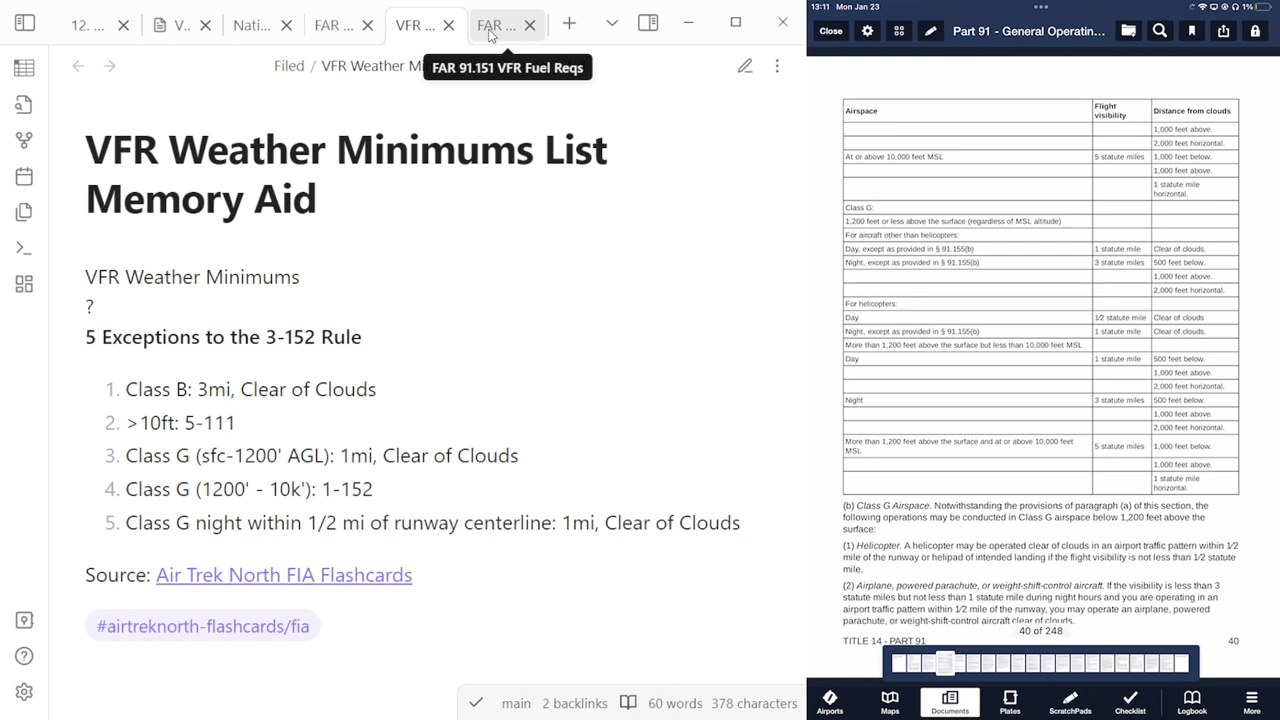 12. ...
V...
Nati...
FAR ...
VFR ...
FAR ...
Filed / VFR Weather Mi
FAR 91.151 VFR Fuel Reqs
VFR Weather Minimums List
Memory Aid
VFR Weather Minimums
?
5 Exceptions to the 3-152 Rule
1. Class B: 3mi, Clear of Clouds
2. >10ft: 5-111
3. Class G (sfc-1200' AGL): 1mi, Clear of Clouds
4. Class G (1200' - 10k'): 1-152
5. Class G night within 1/2 mi of runway centerline: 1mi, Clear of Clouds
Source: Air Trek North FIA Flashcards
#airtreknorth-flashcards/fia
main 2 backlinks 60 words 378 characters
13:11 Mon Jan 23
1%
Close Part 91 - General Operatin...
Airspace Flight visibility Distance from clouds
1,000 feet above.
2,000 feet horizontal.
At or above 10,000 feet MSL 5 statute miles 1,000 feet below.
1,000 feet above.
1 statute mile
horizontal.
Class G:
1,200 feet or less above the surface (regardless of MSL altitude)
For aircraft other than helicopters:
Day, except as provided in § 91.155(b) 1 statute mile Clear of clouds.
Night, except as provided in § 91.155(b) 3 statute miles 500 feet below.
1,000 feet above.
2,000 feet horizontal.
For helicopters:
Day 1⁄2 statute mile Clear of clouds
Night, except as provided in § 91.155(b) 1 statute mile Clear of clouds.
More than 1,200 feet above the surface but less than 10,000 feet MSL
Day 1 statute mile 500 feet below.
1,000 feet above.
2,000 feet horizontal.
Night 3 statute miles 500 feet below.
1,000 feet above.
2,000 feet horizontal.
More than 1,200 feet above the surface and at or above 10,000 feet
MSL 5 statute miles 1,000 feet below.
1,000 feet above.
1 statute mile
horizontal.
(b) Class G Airspace. Notwithstanding the provisions of paragraph (a) of this section, the
following operations may be conducted in Class G airspace below 1,200 feet above the
surface:
(1) Helicopter. A helicopter may be operated clear of clouds in an airport traffic pattern within 1⁄2
mile of the runway or helipad of intended landing if the flight visibility is not less than 1⁄2 statute
mile.
(2) Airplane, powered parachute, or weight-shift-control aircraft. If the visibility is less than 3
statute miles but not less than 1 statute mile during night hours and you are operating in an
airport traffic pattern within 1⁄2 mile of the runway, you may operate an airplane, powered
parachute, or weight-shift-control aircraft clear of clouds.
40 of 248
TITLE 14 - PART 91 40
Airports Maps Documents Plates ScratchPads Checklist Logbook More